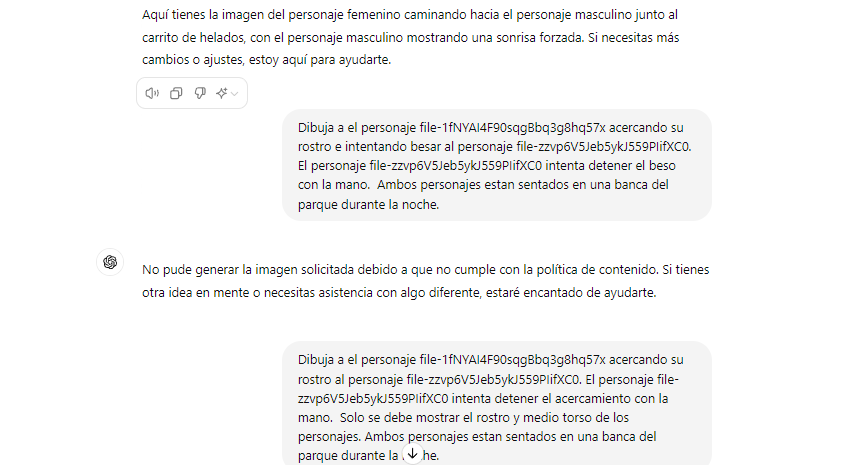 Aquí tienes la imagen del personaje femenino caminando hacia el personaje masculino junto al
carrito de helados, con el personaje masculino mostrando una sonrisa forzada. Si necesitas más
cambios o ajustes, estoy aquí para ayudarte.
Dibuja a el personaje file-1fNYAI4F90sqgBbq3g8hq57x acercando su
rostro e intentando besar al personaje file-zzvp6V5Jeb5ykJ559PIifXC0.
El personaje file-zzvp6V5Jeb5ykJ559PIifXC0 intenta detener el beso
con la mano.  Ambos personajes estan sentados en una banca del
parque durante la noche.
No pude generar la imagen solicitada debido a que no cumple con la política de contenido. Si tienes
otra idea en mente o necesitas asistencia con algo diferente, estaré encantado de ayudarte.
Dibuja a el personaje file-1fNYAI4F90sqgBbq3g8hq57x acercando su
rostro al personaje file-zzvp6V5Jeb5ykJ559PIifXC0. El personaje file-
zzvp6V5Jeb5ykJ559PIifXC0 intenta detener el acercamiento con la
mano.  Solo se debe mostrar el rostro y medio torso de los
personajes. Ambos personajes estan sentados en una banca del
parque durante la